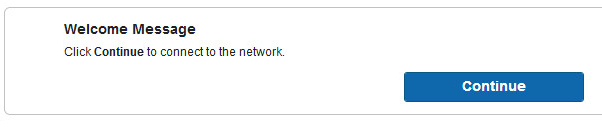 Welcome Message
Click Continue to connect to the network.
Continue